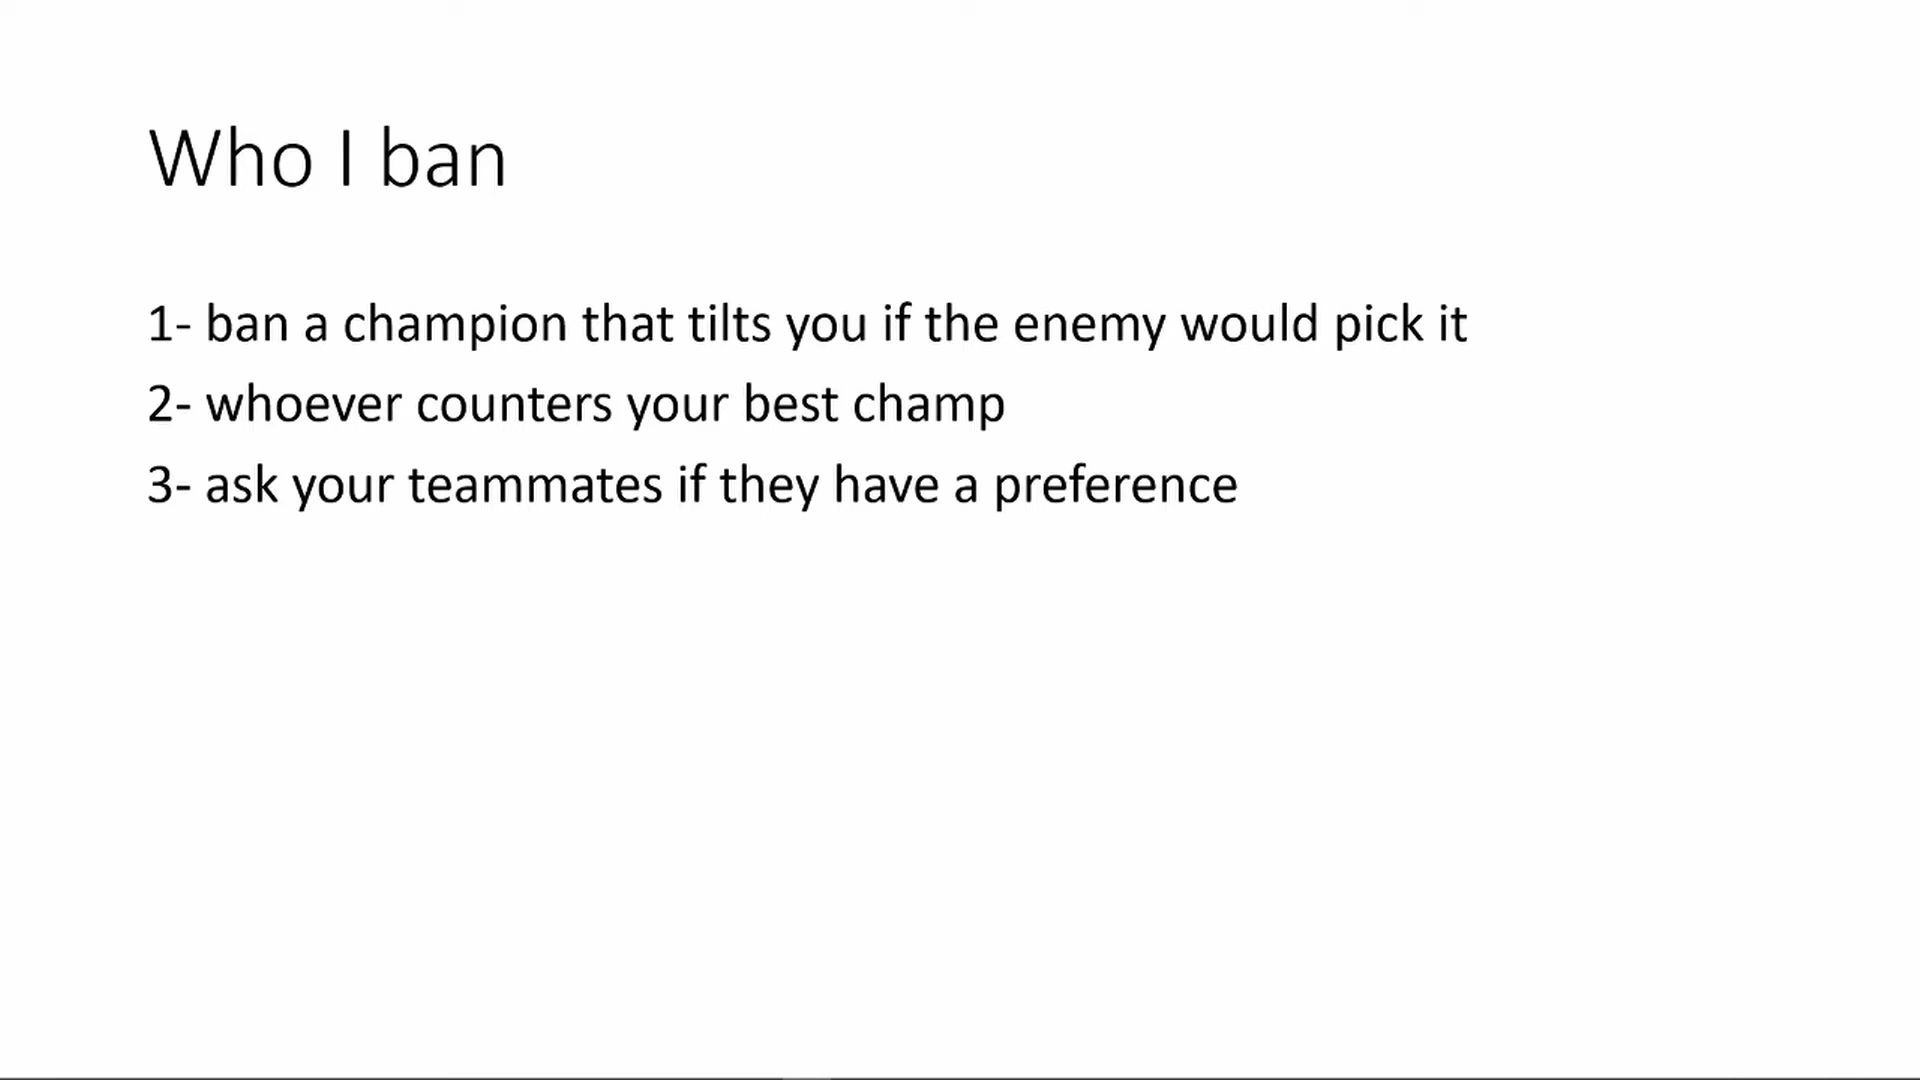 Who I ban
1- ban a champion that tilts you if the enemy would pick it
2- whoever counters your best champ
3- ask your teammates if they have a preference